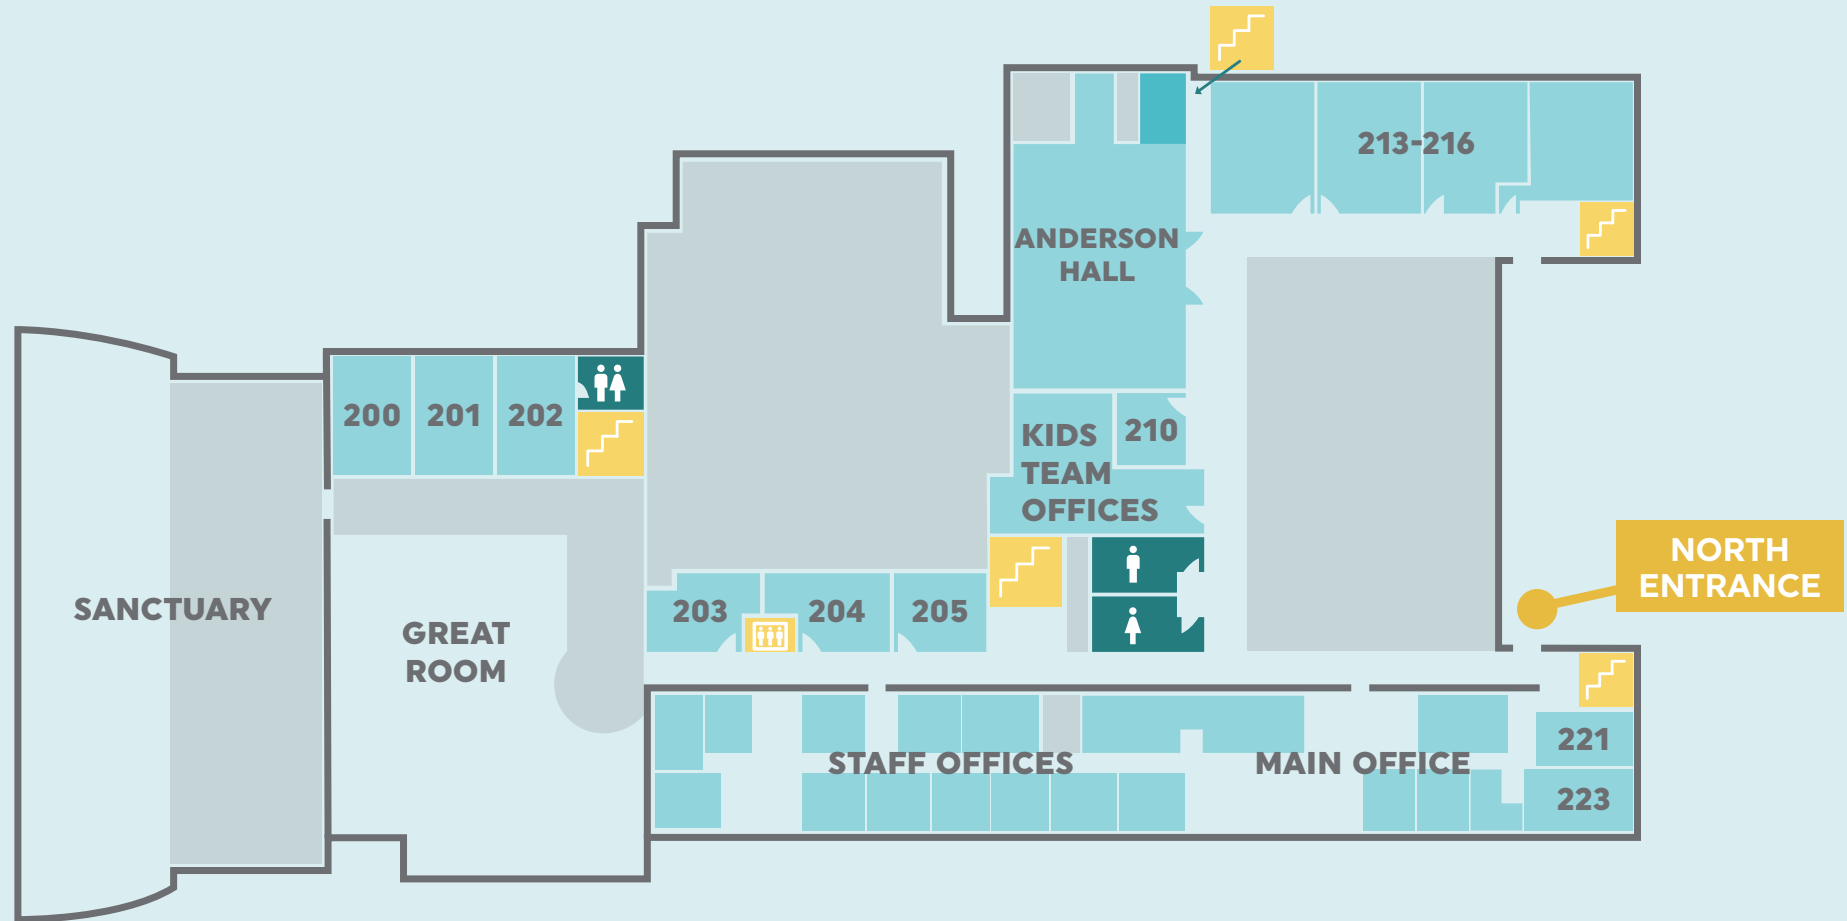 213-216
ANDERSON
HALL
200
201
202
KIDS
TEAM
OFFICES
210
NORTH
ENTRANCE
SANCTUARY
GREAT
ROOM
203
204
205
STAFF OFFICES
MAIN OFFICE
221
223